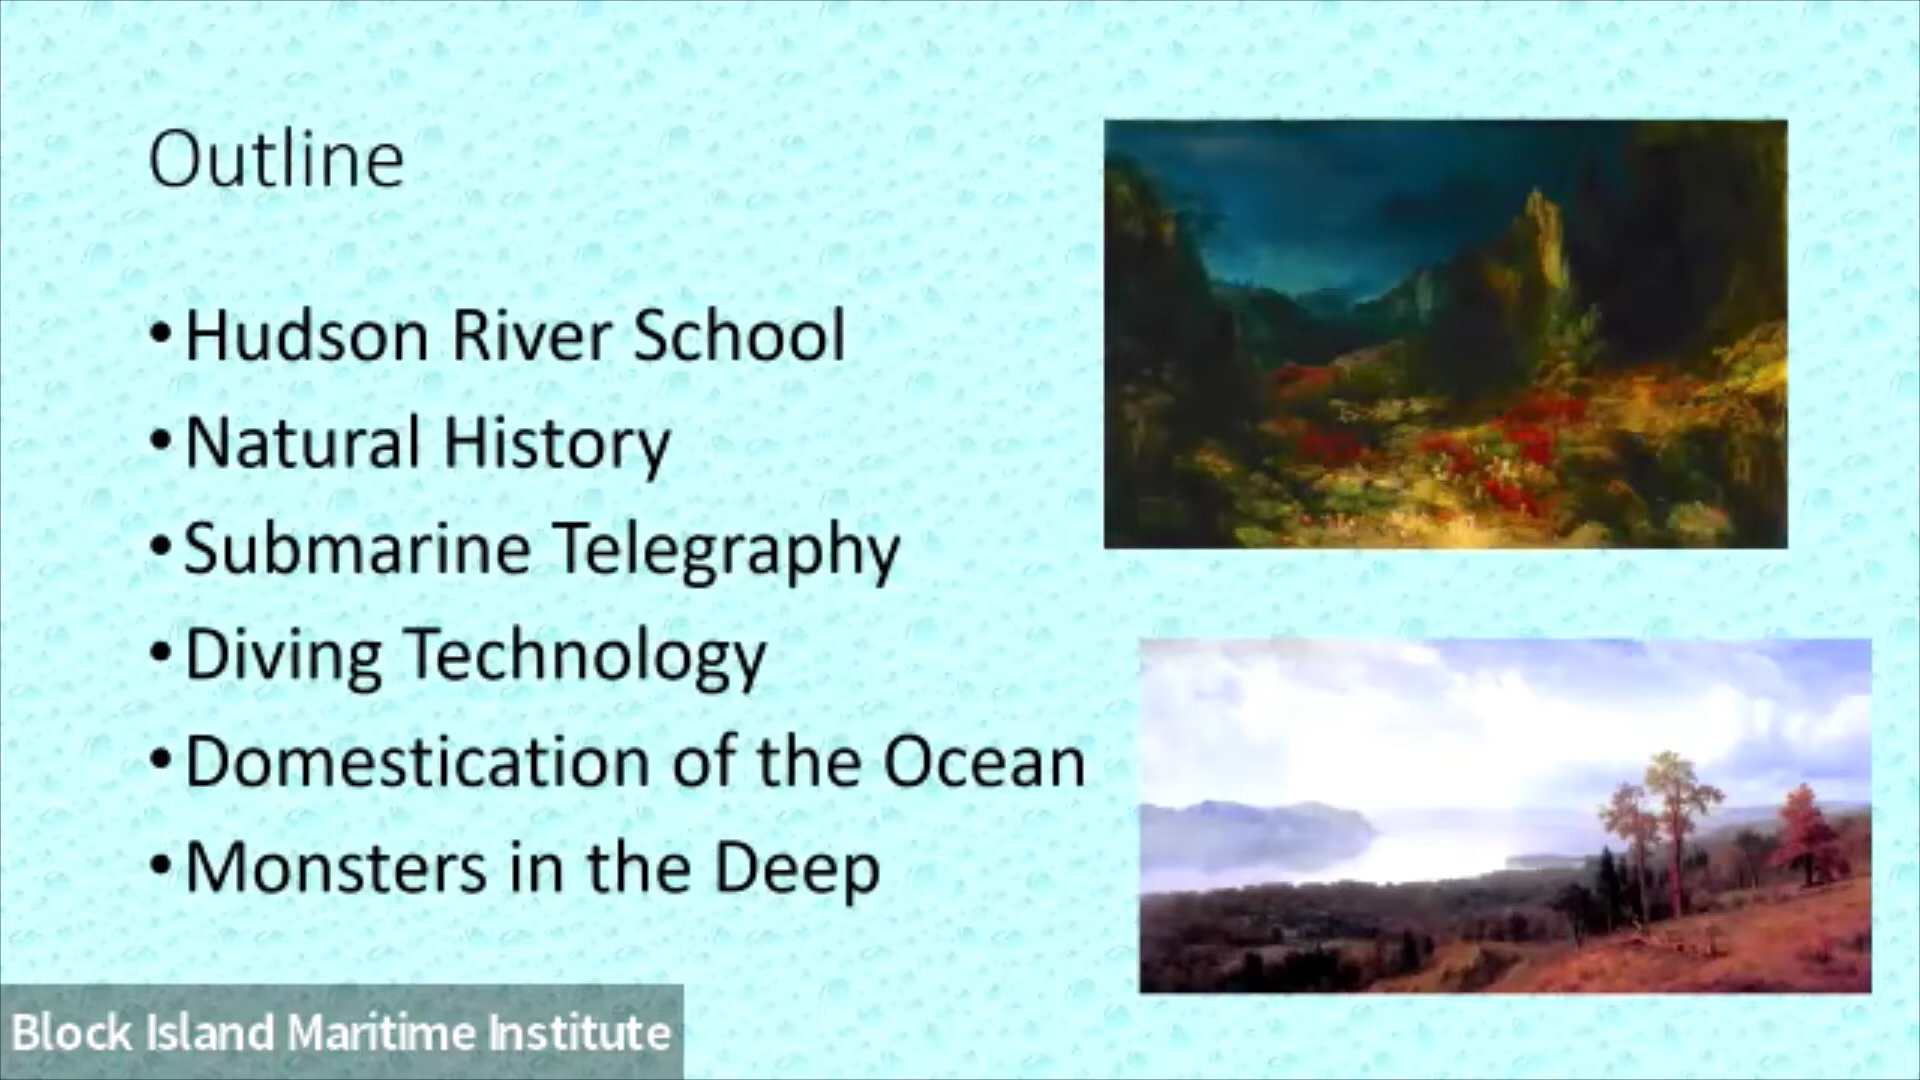 Outline
•Hudson River School
•Natural History
•Submarine Telegraphy
•Diving Technology
•Domestication of the Ocean
•Monsters in the Deep
Block Island Maritime Institute